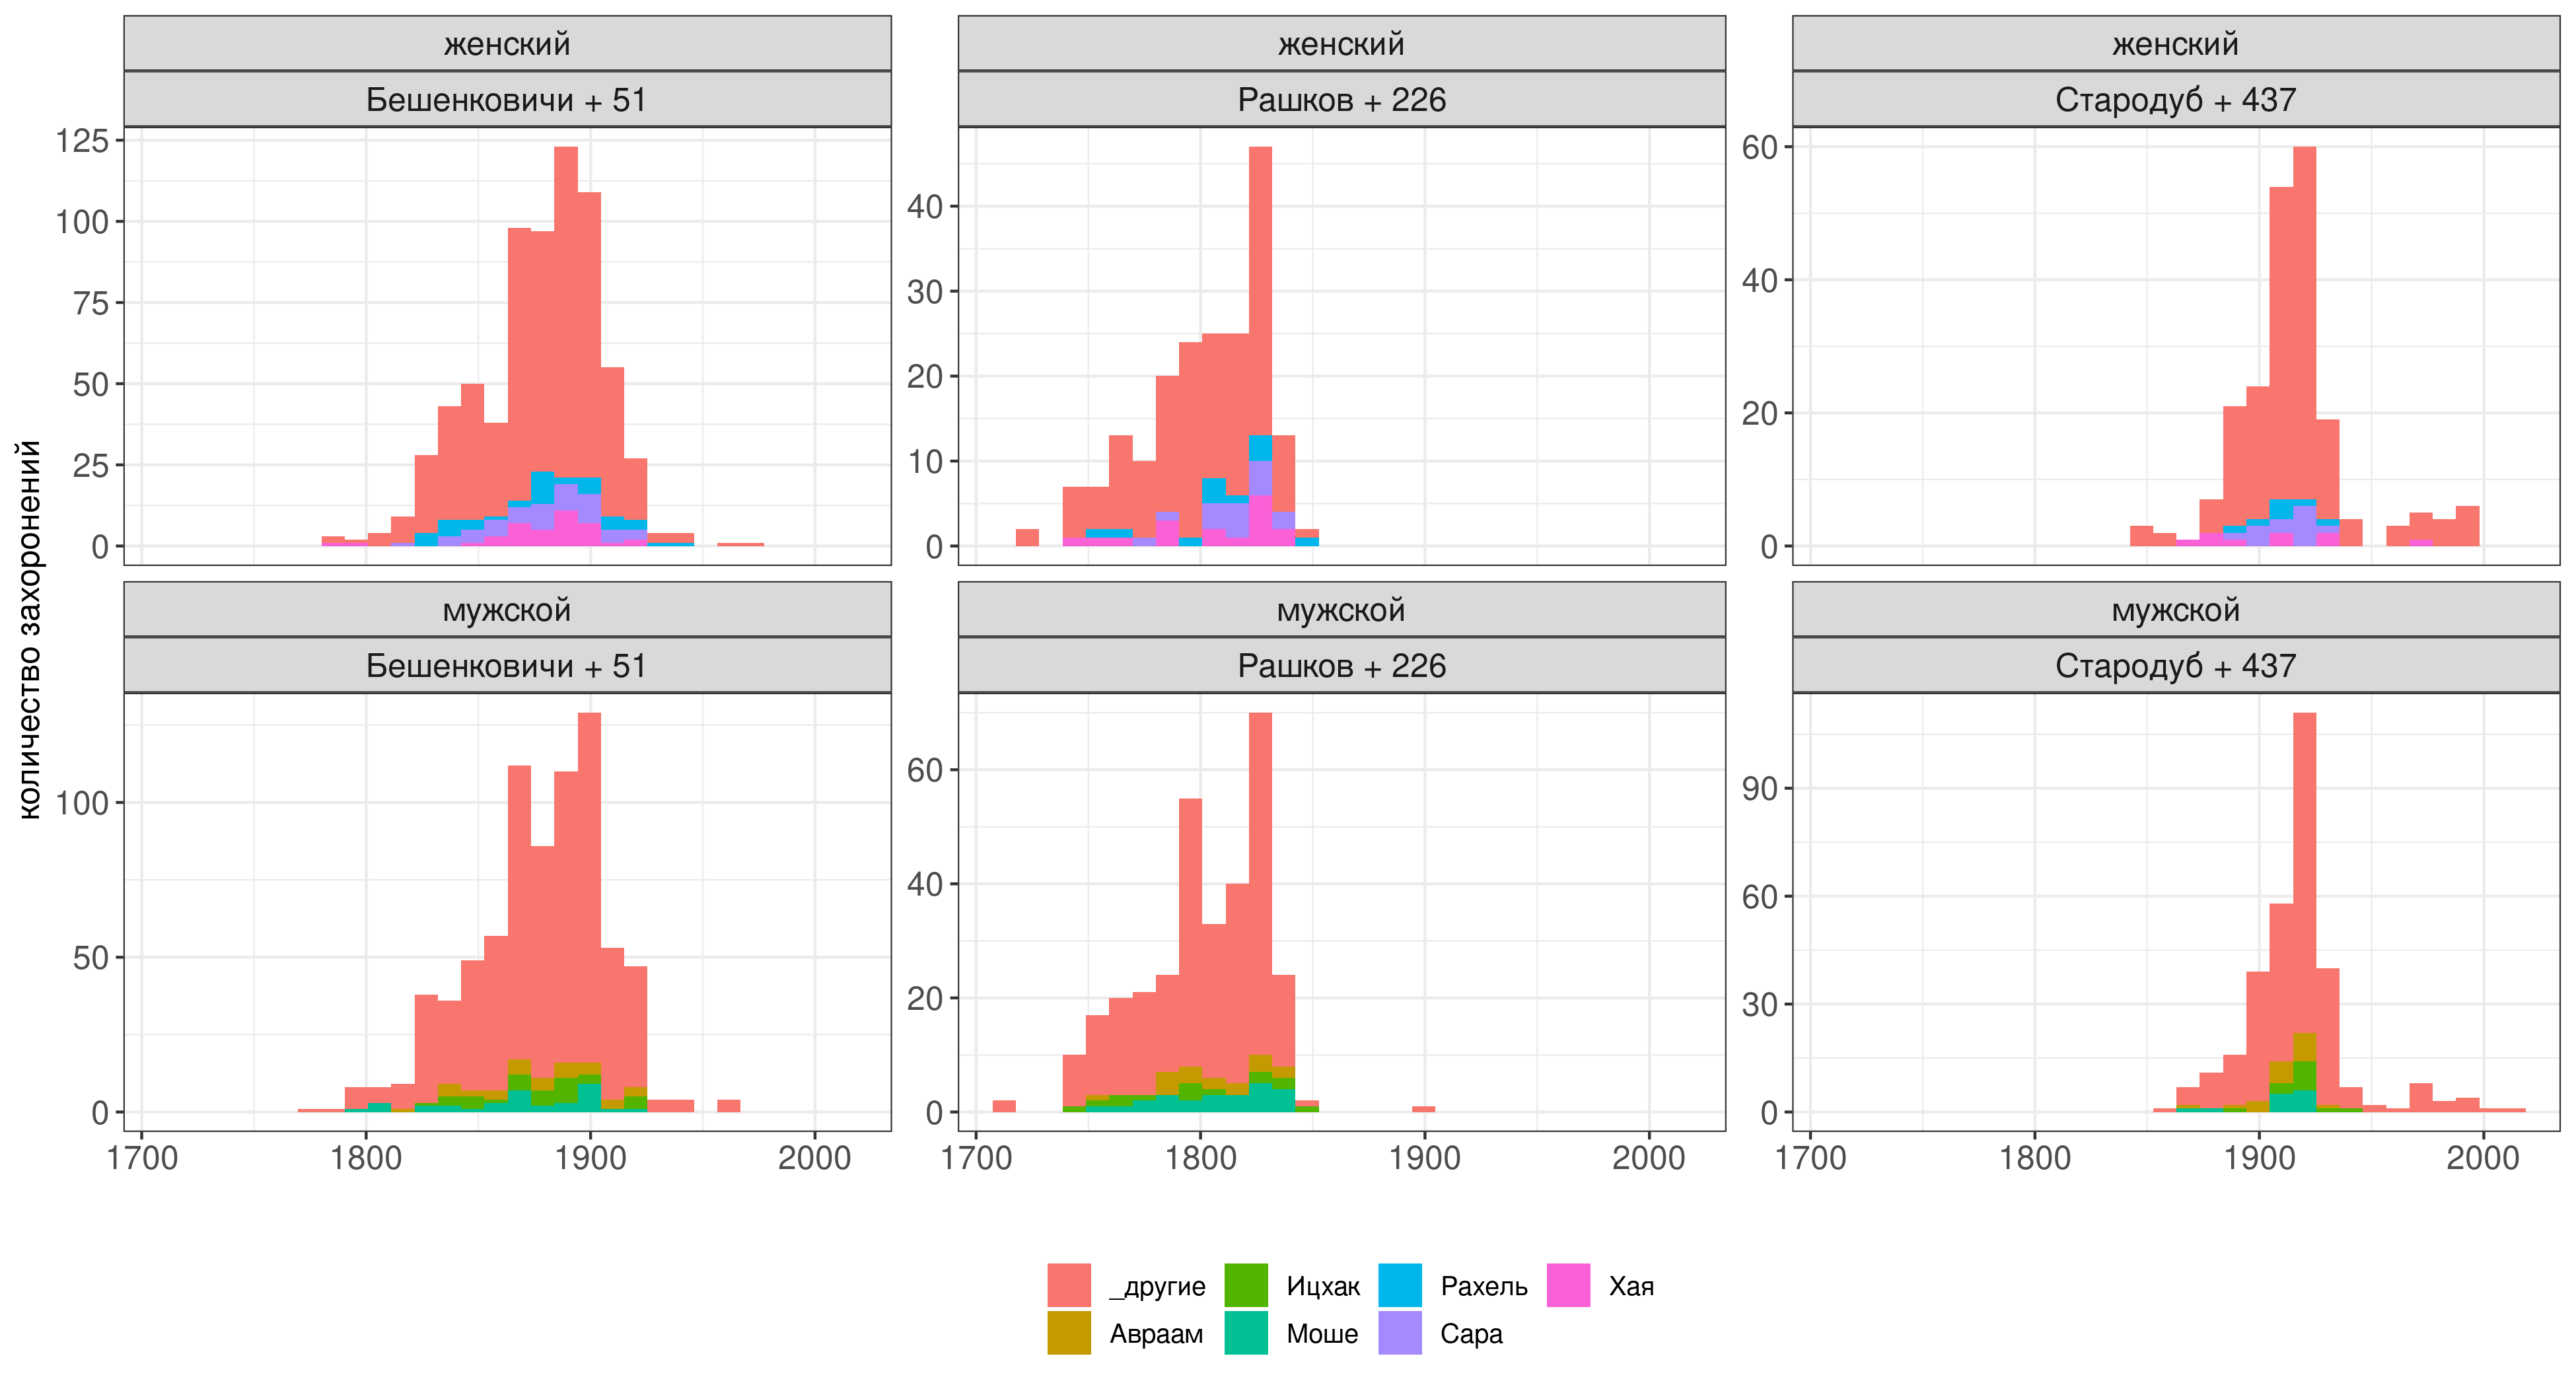 женский
Бешенковичи + 51
женский
Рашков + 226
женский
Стародуб + 437
125
100
75
50
25
0
40
30
20
10
0
60
40
20
0
количество захоронений
мужской
Бешенковичи + 51
мужской
Рашков + 226
мужской
Стародуб + 437
100
50
0
60
40
20
0
90
60
30
0
1700 1800 1900 2000
1700 1800 1900 2000
1700 1800 1900 2000
_другие Ицхак Рахель Хая
Авраам Моше Сара